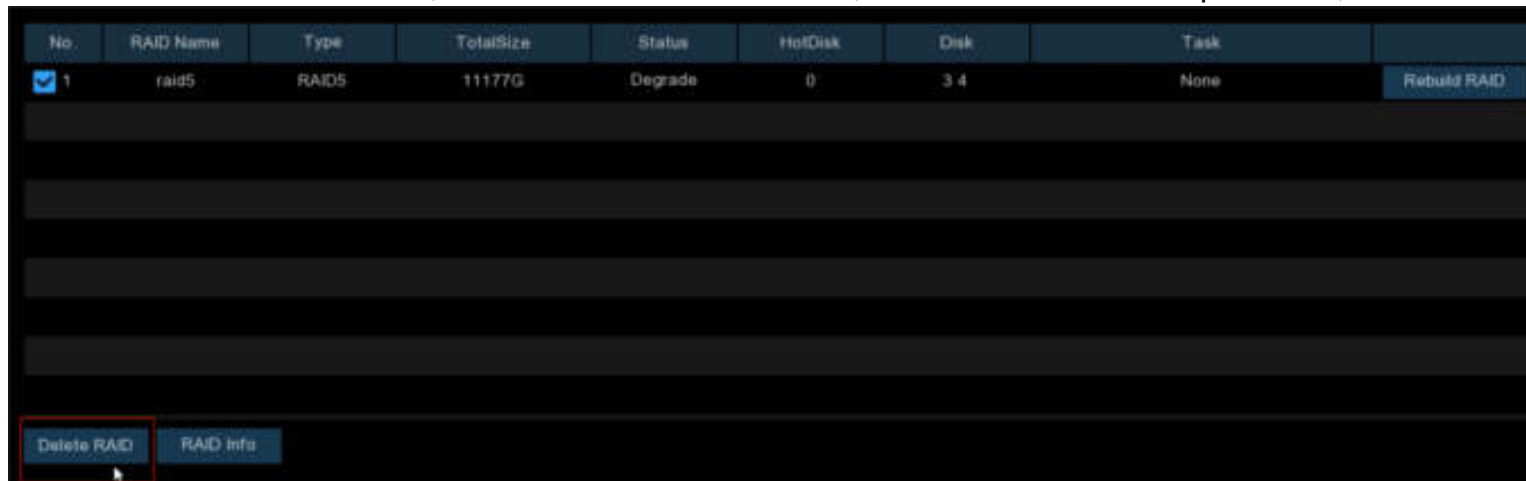 No. RAID Name Type TotalSize Status HotDisk Disk Task
1 raid5 RAID5 11177G Degrade 0 3 4 None Rebuild RAID
Delete RAID RAID Info